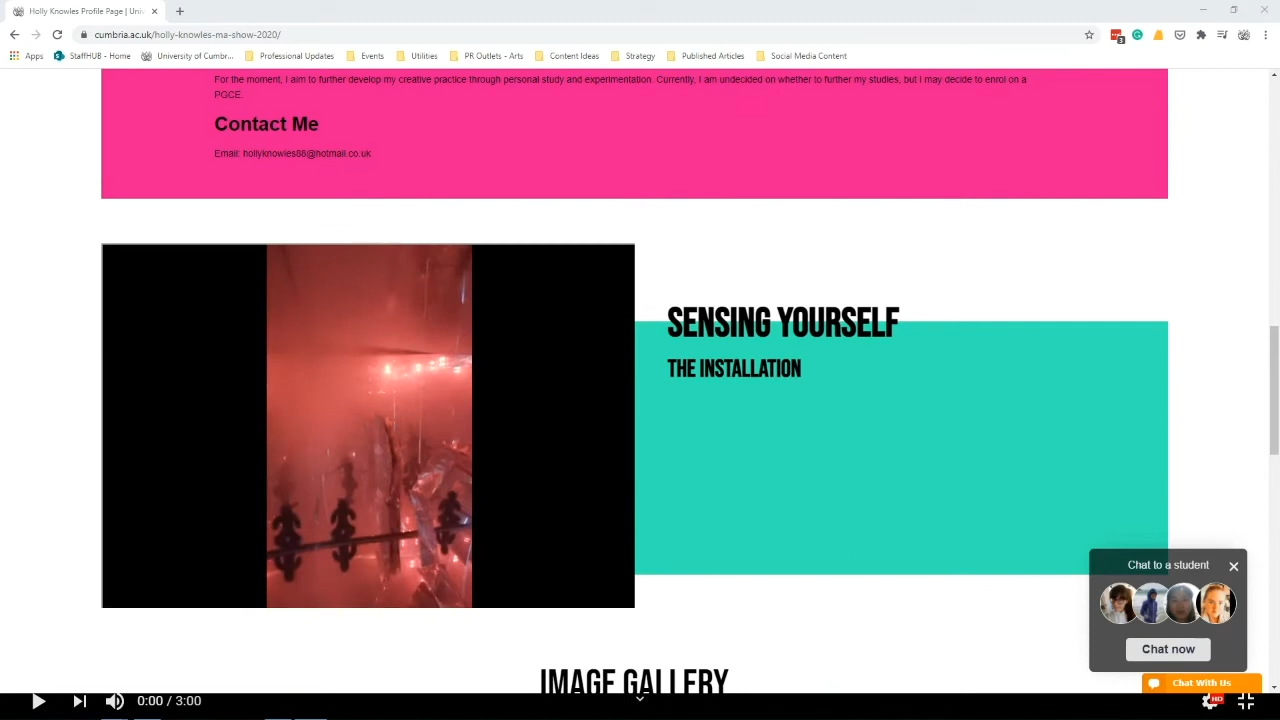 Holly Knowles Profile Page | Univ
cumbria.ac.uk/holly-knowles-ma-show-2020/
3
Apps StaffHUB - Home University of Cumbr... Professional Updates Events Utilities PR Outlets - Arts Content Ideas Strategy Published Articles Social Media Content
For the moment, I aim to further develop my creative practice through personal study and experimentation. Currently, I am undecided on whether to further my studies, but I may decide to enrol on a
PGCE.
Contact Me
Email: hollyknowles88@hotmail.co.uk
SENSING YOURSELF
THE INSTALLATION
Chat to a student
Chat now
IMAGE GALLERY
Chat With Us
0:00 / 3:00
HD